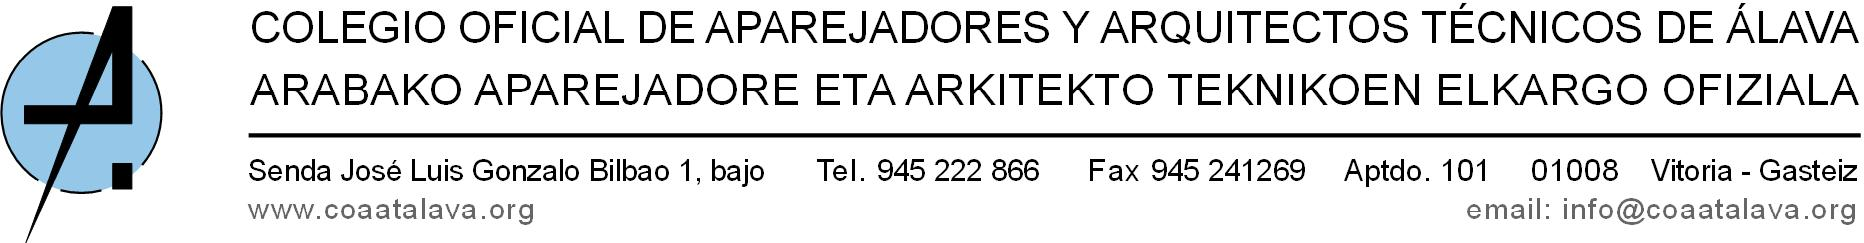 COLEGIO OFICIAL DE APAREJADORES Y ARQUITECTOS TÉCNICOS DE ÁLAVA
ARABAKO APAREJADORE ETA ARKITEKTO TEKNIKOEN ELKARGO OFIZIALA
Senda José Luis Gonzalo Bilbao 1, bajo Tel. 945 222 866 Fax 945 241269 Aptdo. 101 01008 Vitoria - Gasteiz
www.coaatalava.org email: info@coaatalava.org